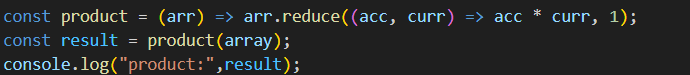 const product = (arr) => arr.reduce((acc, curr) => acc * curr, 1);
const result = product(array);
console.log("product:",result);